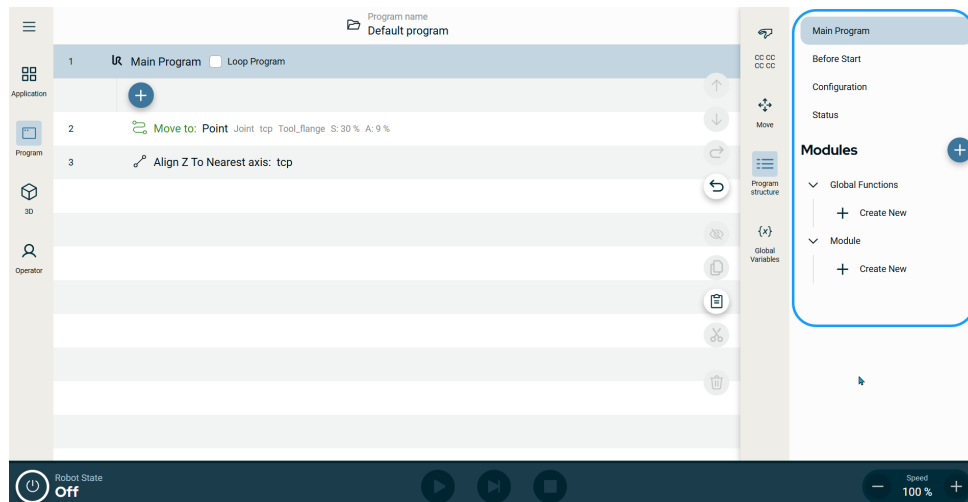 Program name
Default program
Application
Program
3D
Operator
1 UR Main Program Loop Program
2 Move to: Point Joint tcp Tool_flange S: 30 % A: 9 %
3 Align Z To Nearest axis: tcp
CC CC
CC CC
Move
Program
structure
{x}
Global
Variables
Main Program
Before Start
Configuration
Status
Modules
Global Functions
Create New
Module
Create New
Robot State
Off
Speed
100 %